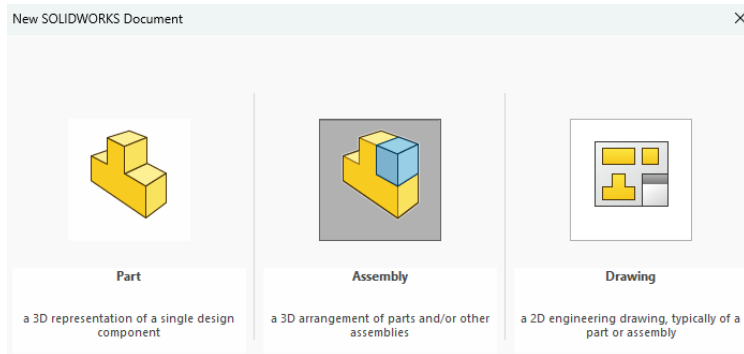 New SOLIDWORKS Document
Part
a 3D representation of a single design
component
Assembly
a 3D arrangement of parts and/or other
assemblies
Drawing
a 2D engineering drawing, typically of a
part or assembly